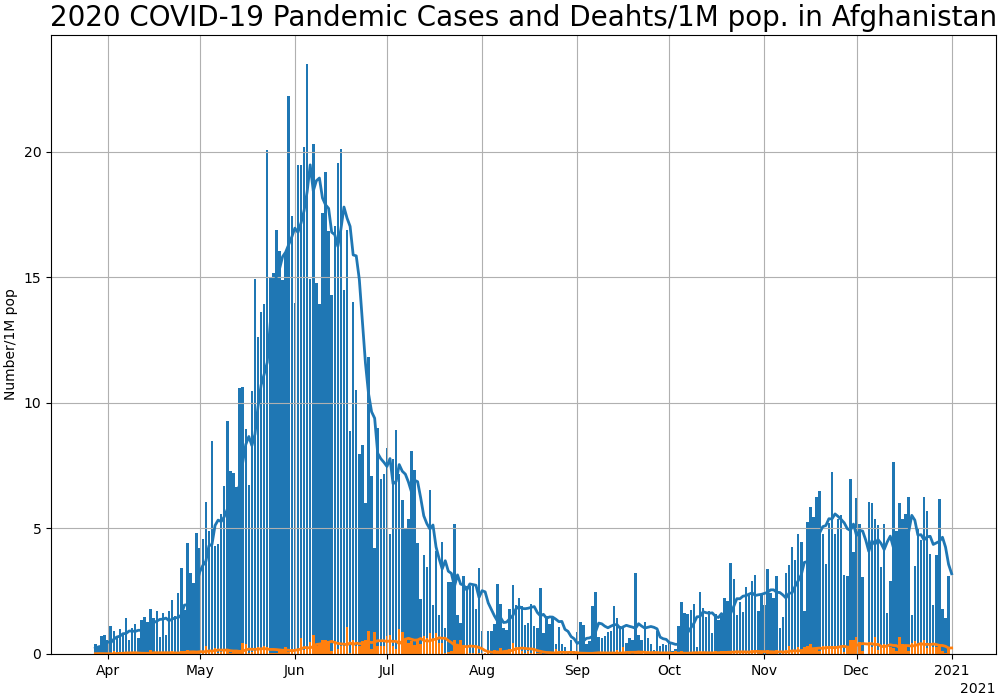 2020 COVID-19 Pandemic Cases and Deahts/1M pop. in Afghanistan
Number/1M pop
20
15
10
5
0
Apr May Jun Jul Aug Sep Oct Nov Dec 2021
2021